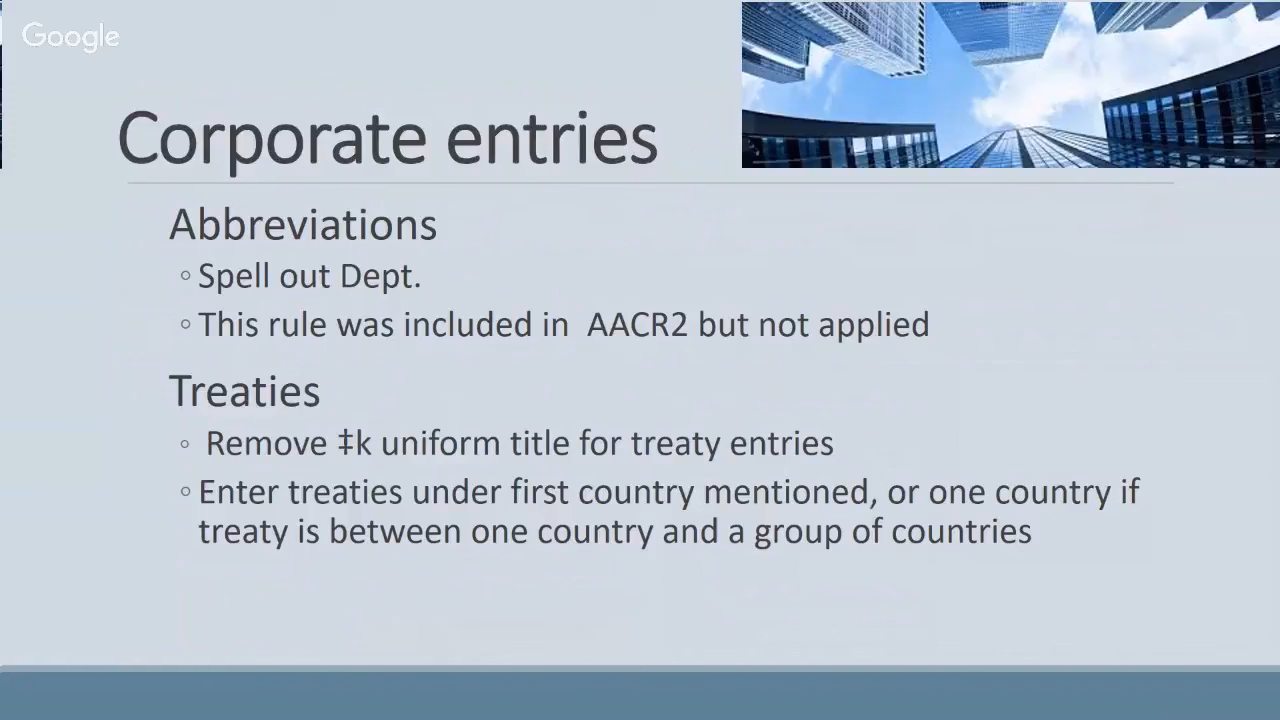 Google
Corporate entries
Abbreviations
◦ Spell out Dept.
◦ This rule was included in  AACR2 but not applied
Treaties
◦ Remove ‡k uniform title for treaty entries
◦ Enter treaties under first country mentioned, or one country if
treaty is between one country and a group of countries